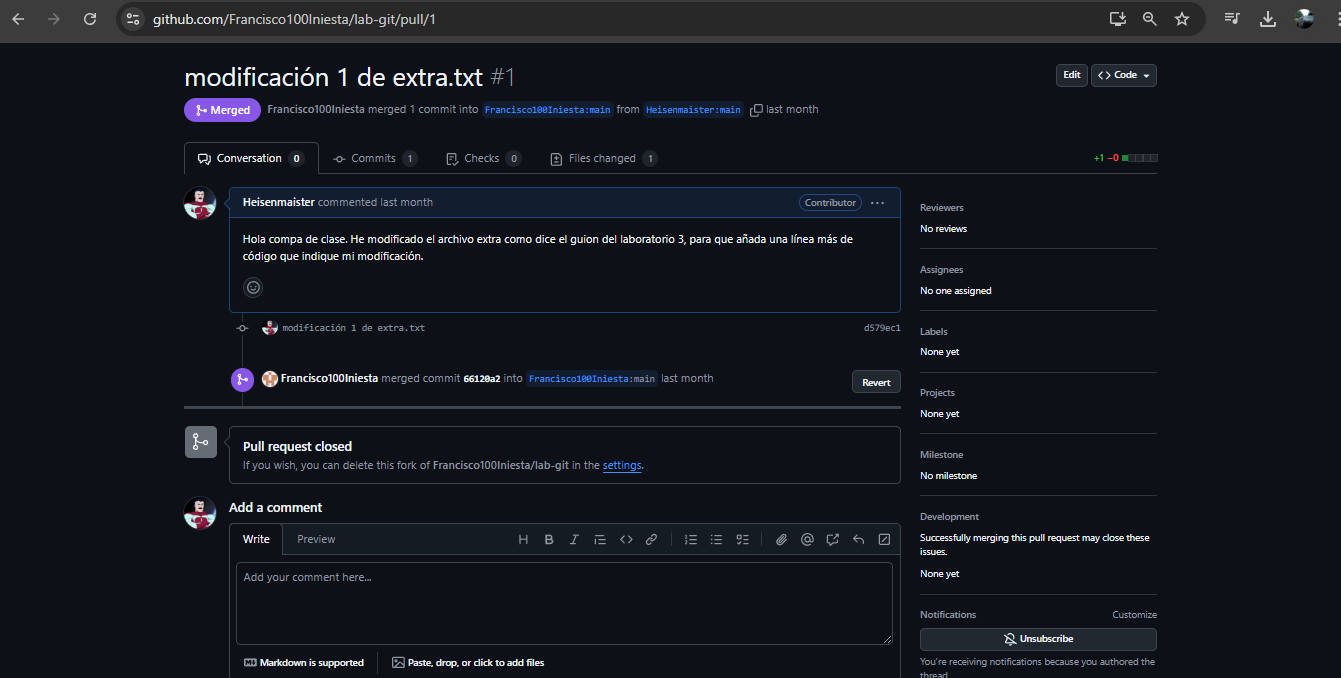 github.com/Francisco100Iniesta/lab-git/pull/1
modificación 1 de extra.txt #1
Edit
Code
Merged
Francisco100Iniesta merged 1 commit into Francisco100Iniesta:main from Heisenmaister:main last month
Conversation 0
Commits 1
Checks 0
Files changed 1
+1 −0
Heisenmaister commented last month
Contributor
Hola compa de clase. He modificado el archivo extra como dice el guion del laboratorio 3, para que añada una línea más de
código que indique mi modificación.
modificación 1 de extra.txt
d579ec1
Francisco100Iniesta merged commit 66120a2 into Francisco100Iniesta:main last month
Revert
Pull request closed
If you wish, you can delete this fork of Francisco100Iniesta/lab-git in the settings.
Add a comment
Write
Preview
Add your comment here...
Markdown is supported
Paste, drop, or click to add files
Reviewers
No reviews
Assignees
No one assigned
Labels
None yet
Projects
None yet
Milestone
No milestone
Development
Successfully merging this pull request may close these
issues.
None yet
Notifications
Customize
Unsubscribe
You're receiving notifications because you authored the
thread.